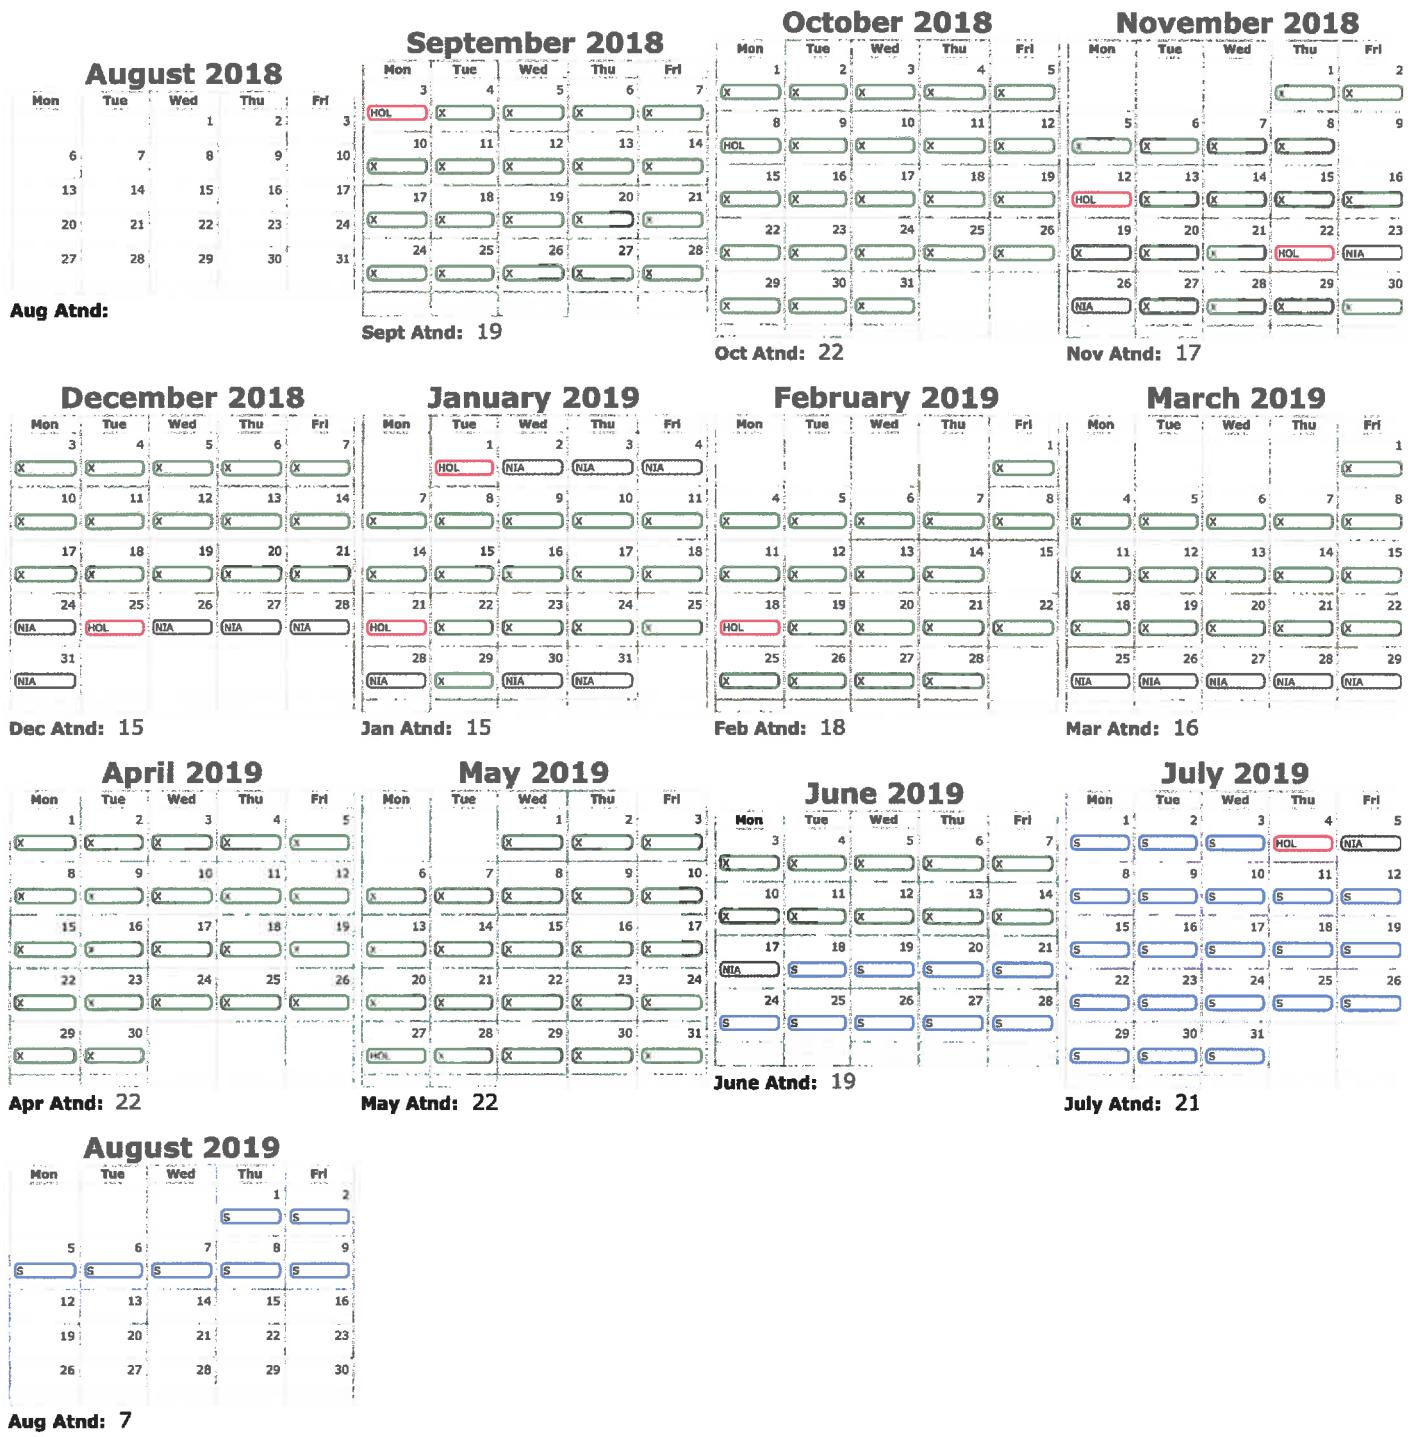 August 2018
Mon Tue Wed Thu Fri
1 2 3
6 7 8 9 10
13 14 15 16 17
20 21 22 23 24
27 28 29 30 31
Aug Atnd:
September 2018
Mon Tue Wed Thu Fri
3 4 5 6 7
HOL X X X X
10 11 12 13 14
X X X X X
17 18 19 20 21
X X X X X
24 25 26 27 28
X X X X X
Sept Atnd: 19
October 2018
Mon Tue Wed Thu Fri
1 2 3 4 5
X X X X X
8 9 10 11 12
HOL X X X X
15 16 17 18 19
X X X X X
22 23 24 25 26
X X X X X
29 30 31
X X X
Oct Atnd: 22
November 2018
Mon Tue Wed Thu Fri
1 2
X X
5 6 7 8 9
X X X X
12 13 14 15 16
HOL X X X X
19 20 21 22 23
X X X HOL NIA
26 27 28 29 30
NIA X X X X
Nov Atnd: 17
December 2018
Mon Tue Wed Thu Fri
3 4 5 6 7
X X X X X
10 11 12 13 14
X X X X X
17 18 19 20 21
X X X X X
24 25 26 27 28
NIA HOL NIA NIA NIA
31
NIA
Dec Atnd: 15
January 2019
Mon Tue Wed Thu Fri
1 2 3 4
HOL NIA NIA NIA
7 8 9 10 11
X X X X X
14 15 16 17 18
X X X X X
21 22 23 24 25
HOL X X X X
28 29 30 31
NIA X NIA NIA
Jan Atnd: 15
February 2019
Mon Tue Wed Thu Fri
1
X
4 5 6 7 8
X X X X X
11 12 13 14 15
X X X X
18 19 20 21 22
HOL X X X X
25 26 27 28
X X X X
Feb Atnd: 18
March 2019
Mon Tue Wed Thu Fri
1
X
4 5 6 7 8
X X X X X
11 12 13 14 15
X X X X X
18 19 20 21 22
X X X X X
25 26 27 28 29
NIA NIA NIA NIA NIA
Mar Atnd: 16
April 2019
Mon Tue Wed Thu Fri
1 2 3 4 5
X X X X X
8 9 10 11 12
X X X X X
15 16 17 18 19
X X X X X
22 23 24 25 26
X X X X X
29 30
X X
Apr Atnd: 22
May 2019
Mon Tue Wed Thu Fri
1 2 3
X X X
6 7 8 9 10
X X X X X
13 14 15 16 17
X X X X X
20 21 22 23 24
X X X X X
27 28 29 30 31
HOL X X X X
May Atnd: 22
June 2019
Mon Tue Wed Thu Fri
3 4 5 6 7
X X X X X
10 11 12 13 14
X X X X X
17 18 19 20 21
NIA S S S S
24 25 26 27 28
S S S S S
June Atnd: 19
July 2019
Mon Tue Wed Thu Fri
1 2 3 4 5
S S S HOL NIA
8 9 10 11 12
S S S S S
15 16 17 18 19
S S S S S
22 23 24 25 26
S S S S S
29 30 31
S S S
July Atnd: 21
August 2019
Mon Tue Wed Thu Fri
1 2
S S
5 6 7 8 9
S S S S S
12 13 14 15 16
19 20 21 22 23
26 27 28 29 30
Aug Atnd: 7